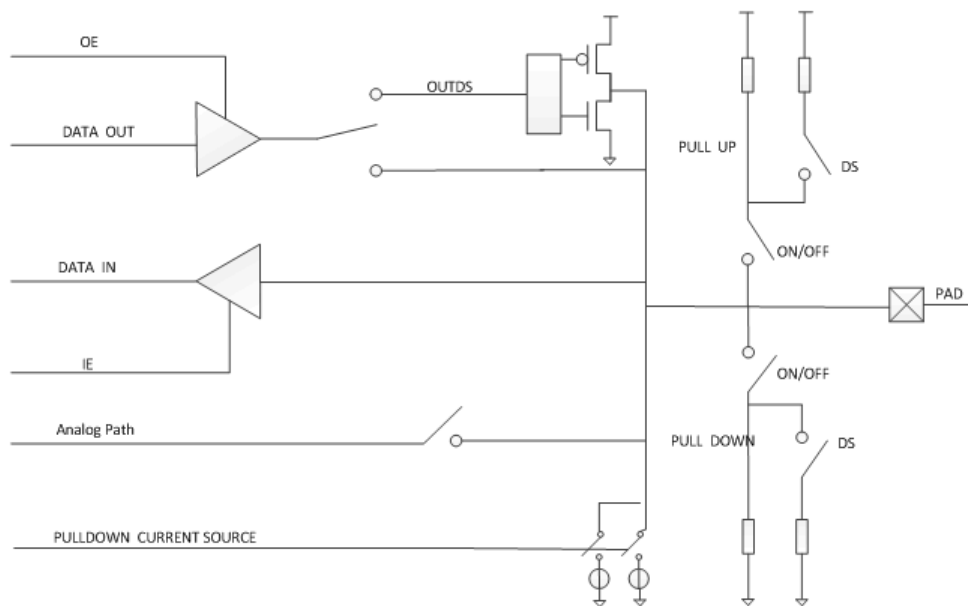 OE
OUTDS
DATA OUT
PULL UP
DS
ON/OFF
DATA IN
PAD
IE
ON/OFF
Analog Path
PULL DOWN
DS
PULLDOWN CURRENT SOURCE